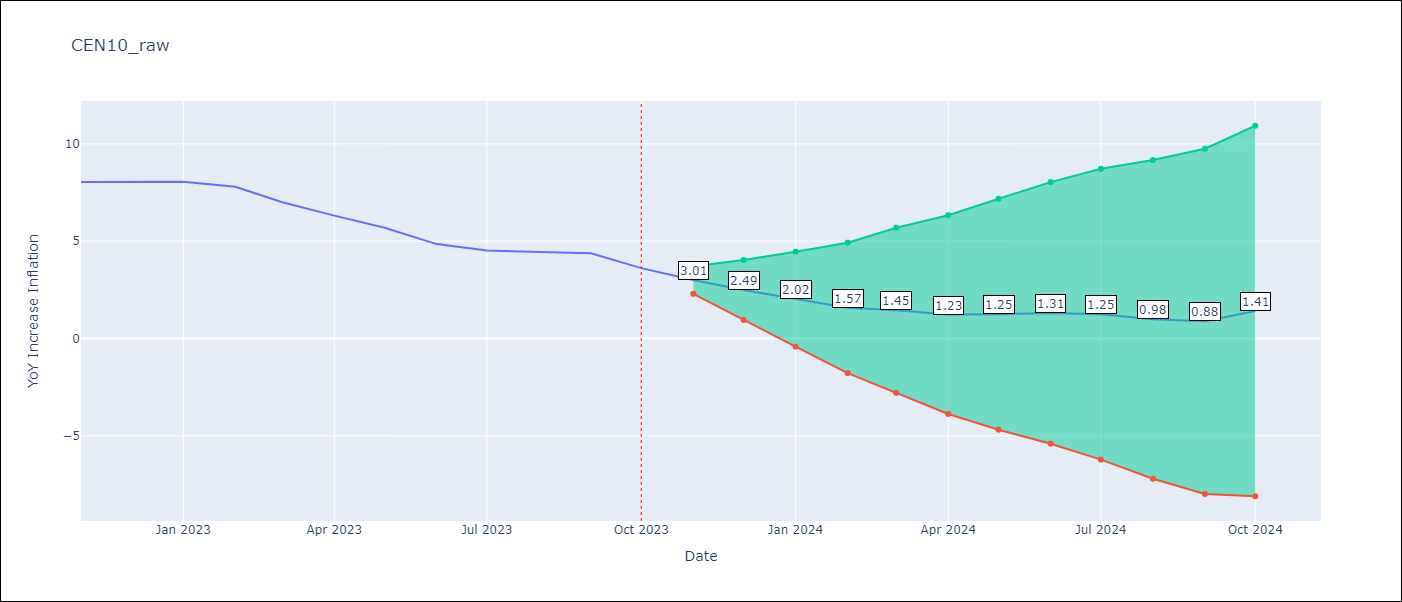 CEN10_raw
YoY Increase Inflation
10
5
0
−5
3.01
2.49
2.02
1.57
1.45
1.23
1.25
1.31
1.25
0.98
0.88
1.41
Jan 2023
Apr 2023
Jul 2023
Oct 2023
Jan 2024
Apr 2024
Jul 2024
Oct 2024
Date